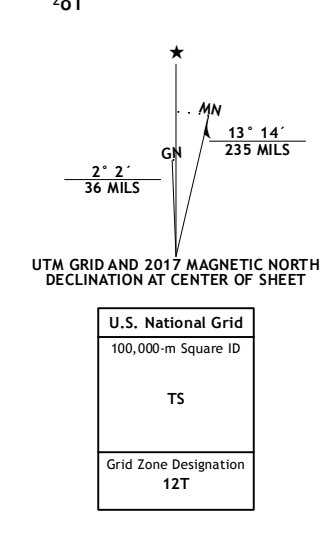 ★
MN
GN
13° 14´
235 MILS
2° 2´
36 MILS
UTM GRID AND 2017 MAGNETIC NORTH
DECLINATION AT CENTER OF SHEET
U.S. National Grid
100,000-m Square ID
TS
Grid Zone Designation
12T